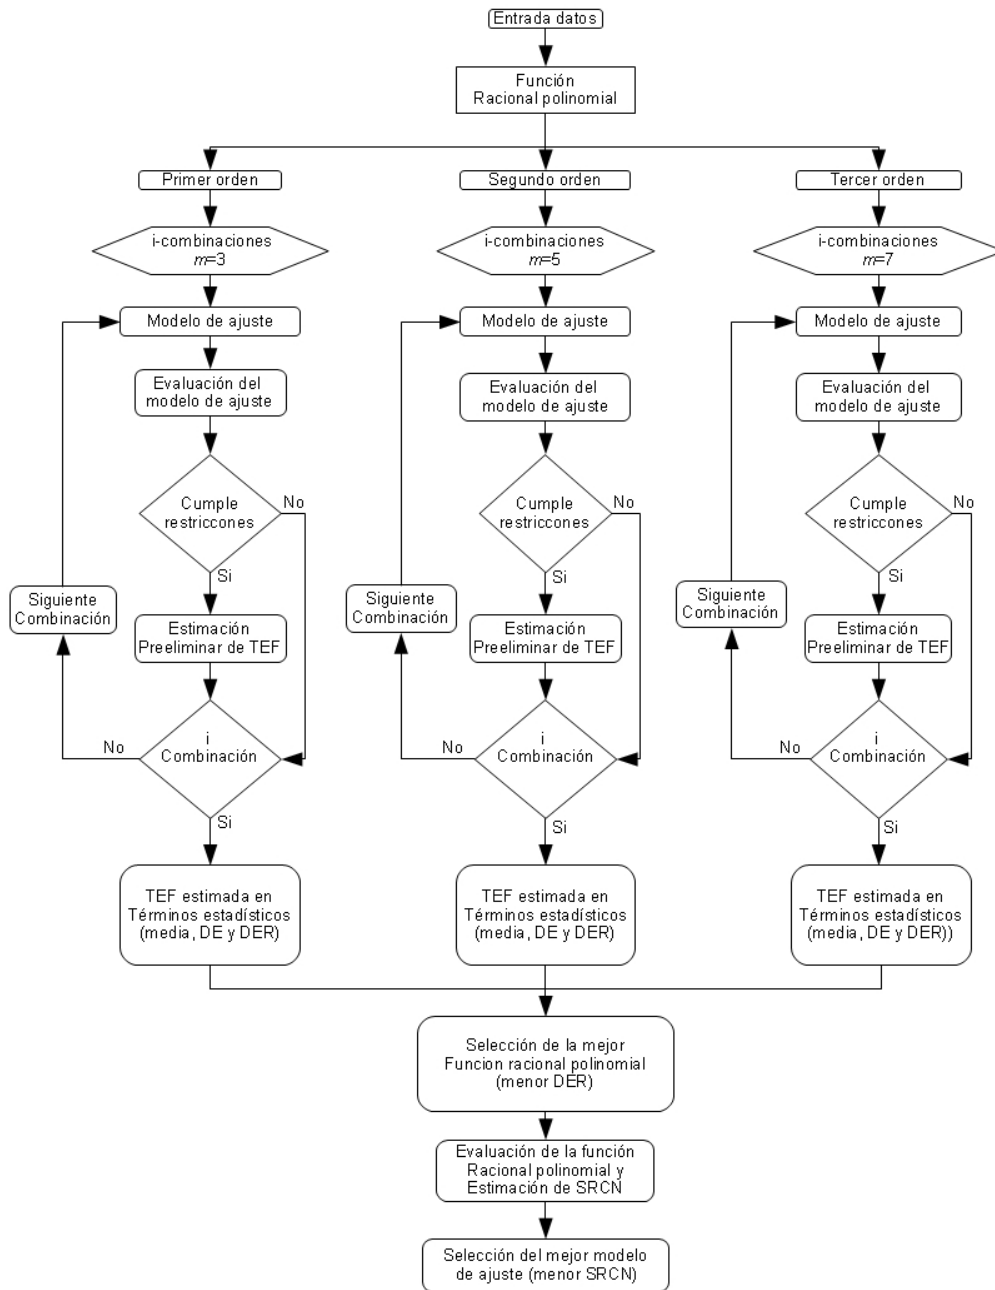 Entrada datos
Función
Racional polinomial
Primer orden
Segundo orden
Tercer orden
i-combinaciones
m=3
i-combinaciones
m=5
i-combinaciones
m=7
Modelo de ajuste
Modelo de ajuste
Modelo de ajuste
Evaluación del
modelo de ajuste
Evaluación del
modelo de ajuste
Evaluación del
modelo de ajuste
Cumple
restriccones
No
Cumple
restricciones
No
Cumple
restricciones
No
Si
Si
Si
Siguiente
Combinación
Siguiente
Combinación
Siguiente
Combinación
Estimación
Preeliminar de TEF
Estimación
Preeliminar de TEF
Estimación
Preeliminar de TEF
No
i
Combinación
No
i
Combinación
No
i
Combinación
Si
Si
Si
TEF estimada en
Términos estadísticos
(media, DE y DER)
TEF estimada en
Términos estadísticos
(media, DE y DER)
TEF estimada en
Términos estadísticos
(media, DE y DER))
Selección de la mejor
Funcion racional polinomial
(menor DER)
Evaluación de la función
Racional polinomial y
Estimación de SRCN
Selección del mejor modelo
de ajuste (menor SRCN)